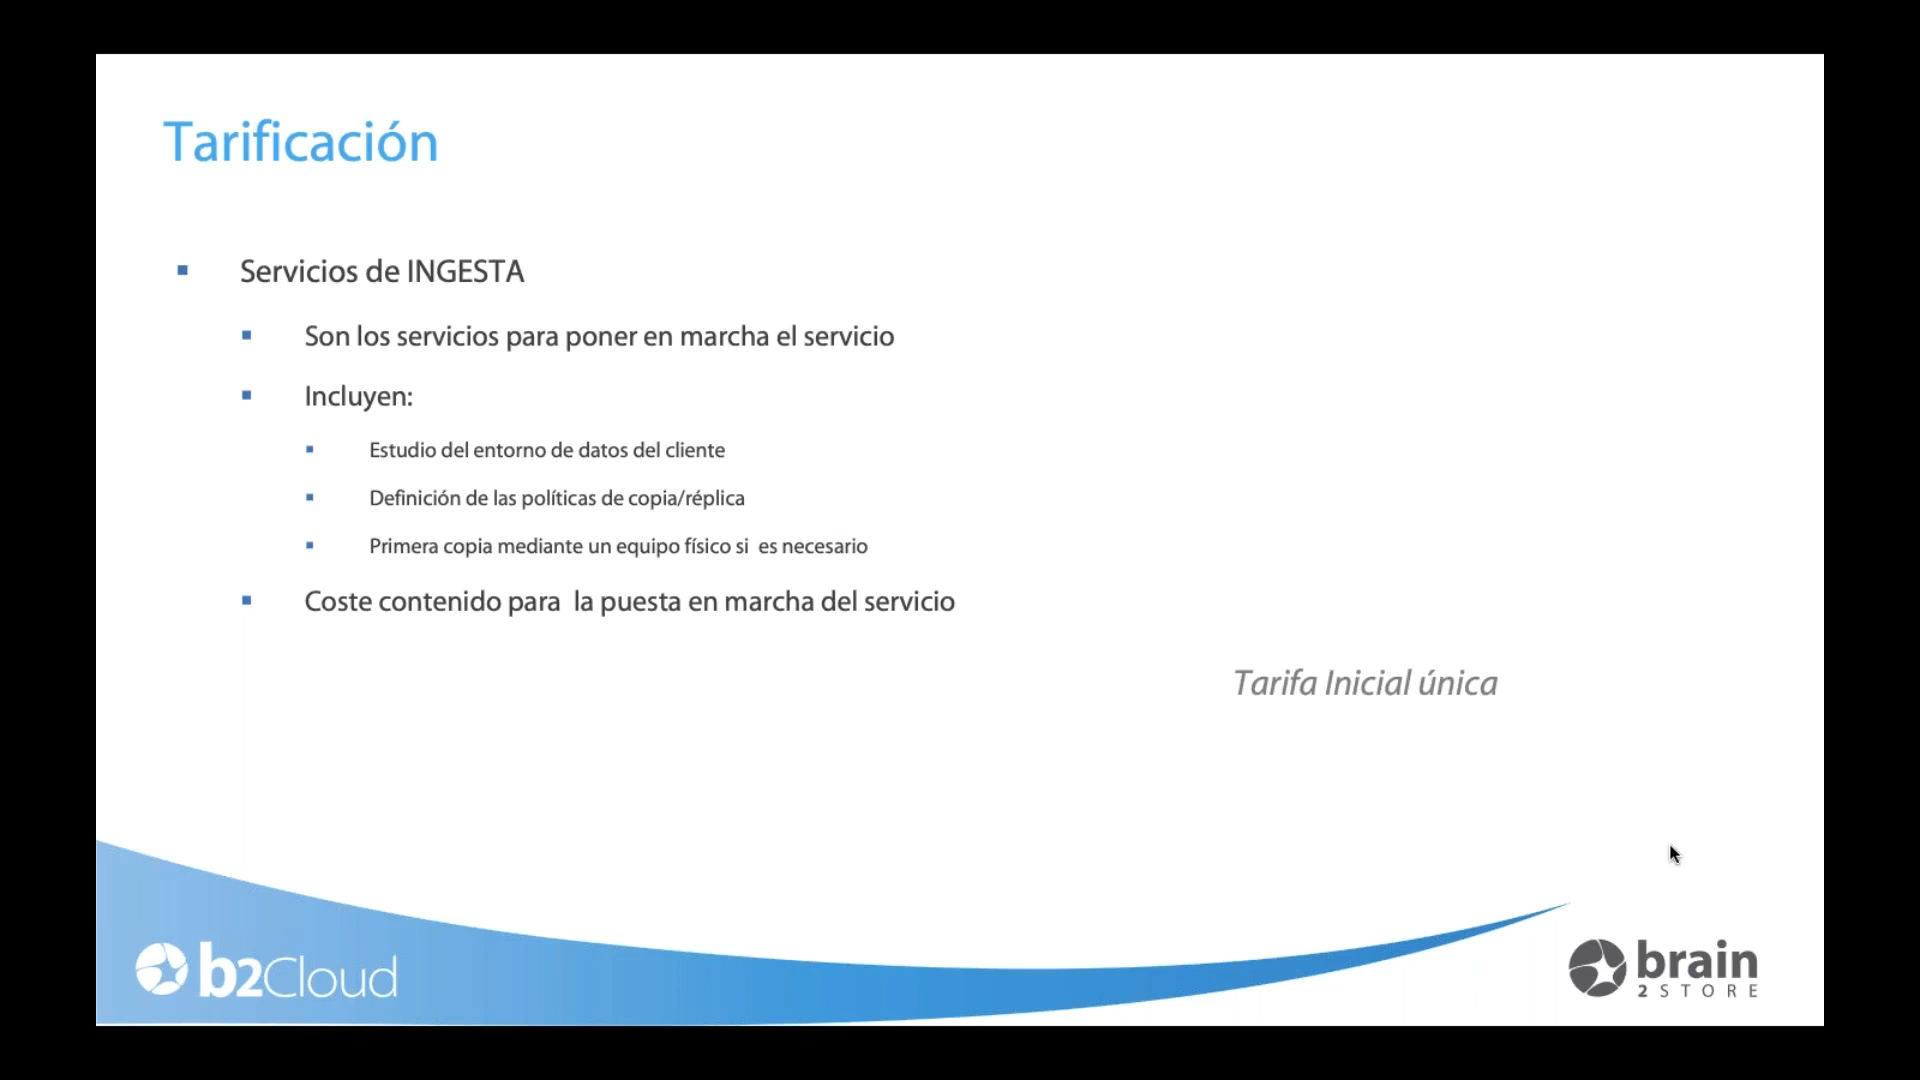 Tarificación
Servicios de INGESTA
Son los servicios para poner en marcha el servicio
Incluyen:
Estudio del entorno de datos del cliente
Definición de las políticas de copia/réplica
Primera copia mediante un equipo físico si  es necesario
Coste contenido para  la puesta en marcha del servicio
Tarifa Inicial única
b2Cloud
brain
2 STORE